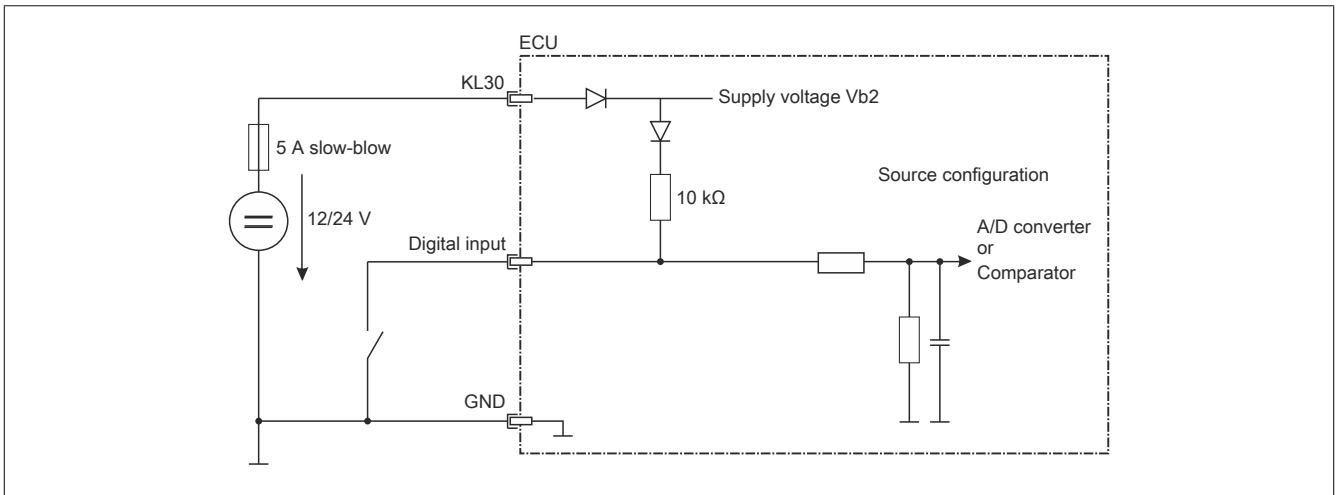 ECU
KL30
Supply voltage Vb2
5 A slow-blow
10 kΩ
Source configuration
12/24 V
A/D converter
or
Comparator
Digital input
GND